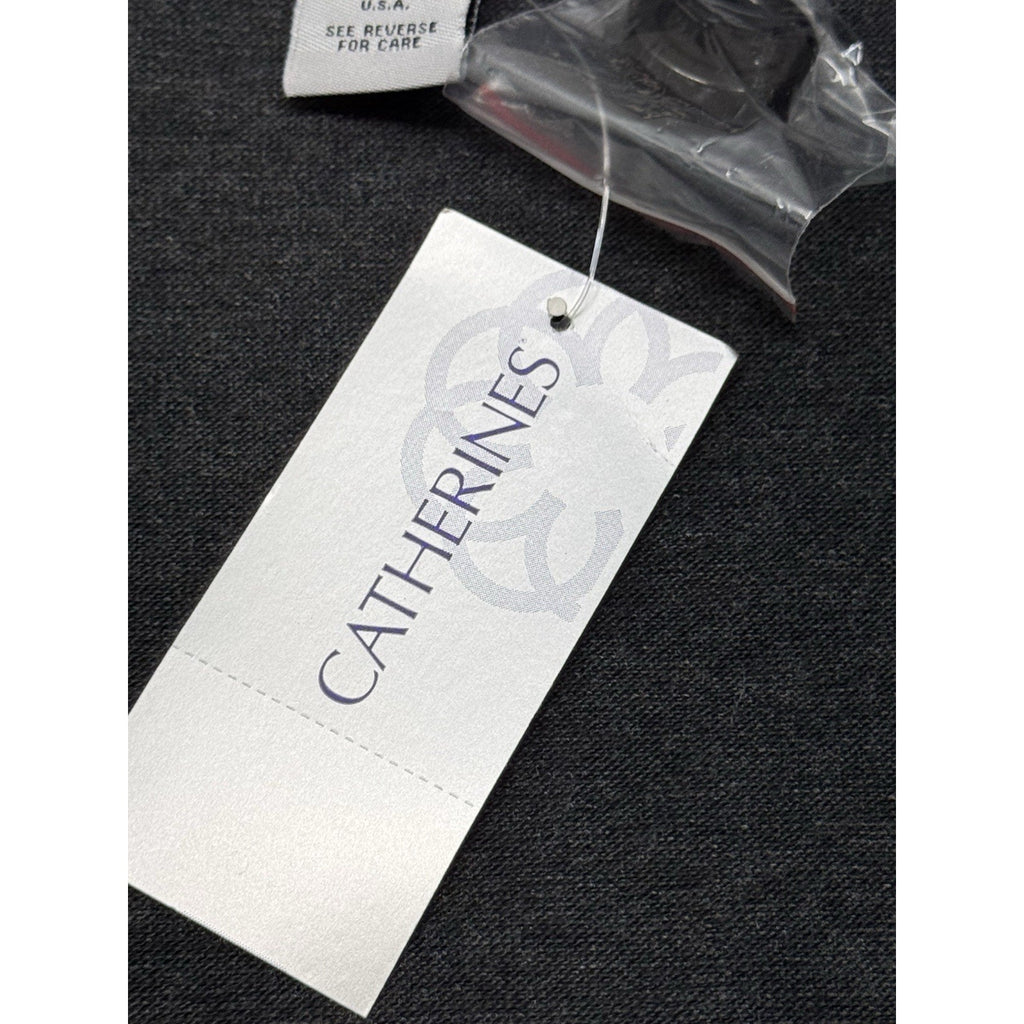 U.S.A.
SEE REVERSE
FOR CARE
CATHERINES®